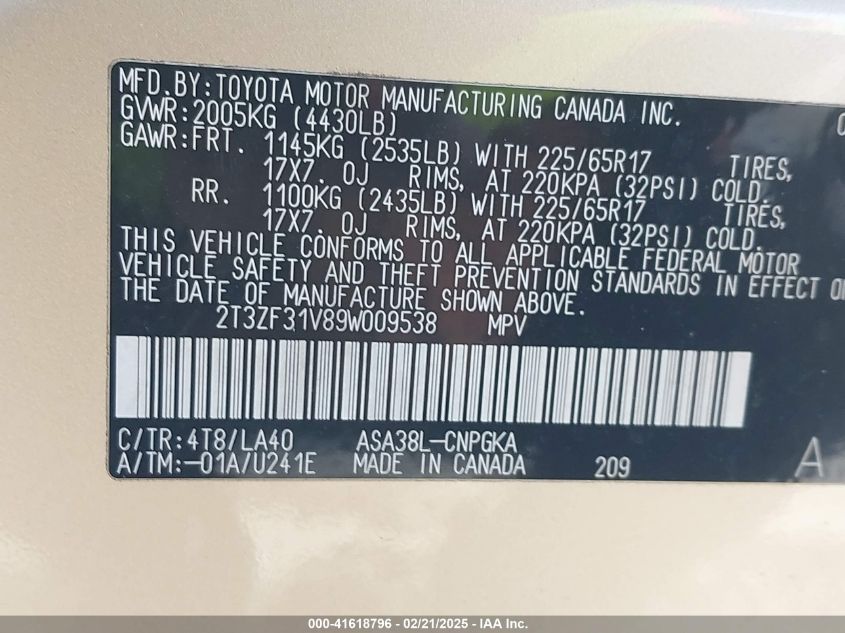 MFD.BY:TOYOTA MOTOR MANUFACTURING CANADA INC.
GVWR:2005KG (4430LB)
GAWR:FRT. 1145KG (2535LB) WITH 225/65R17 TIRES,
17X7.0J RIMS, AT 220KPA (32PSI) COLD.
RR. 1100KG (2435LB) WITH 225/65R17 TIRES,
17X7.0J RIMS, AT 220KPA (32PSI) COLD.
THIS VEHICLE CONFORMS TO ALL APPLICABLE FEDERAL MOTOR
VEHICLE SAFETY AND THEFT PREVENTION STANDARDS IN EFFECT
THE DATE OF MANUFACTURE SHOWN ABOVE.
2T3ZF31V89W009538 MPV
C/TR:4T8/LA40 ASA38L-CNPGKA
A/TM:-01A/U241E MADE IN CANADA 209 A
000-41618796 - 02/21/2025 - IAA Inc.